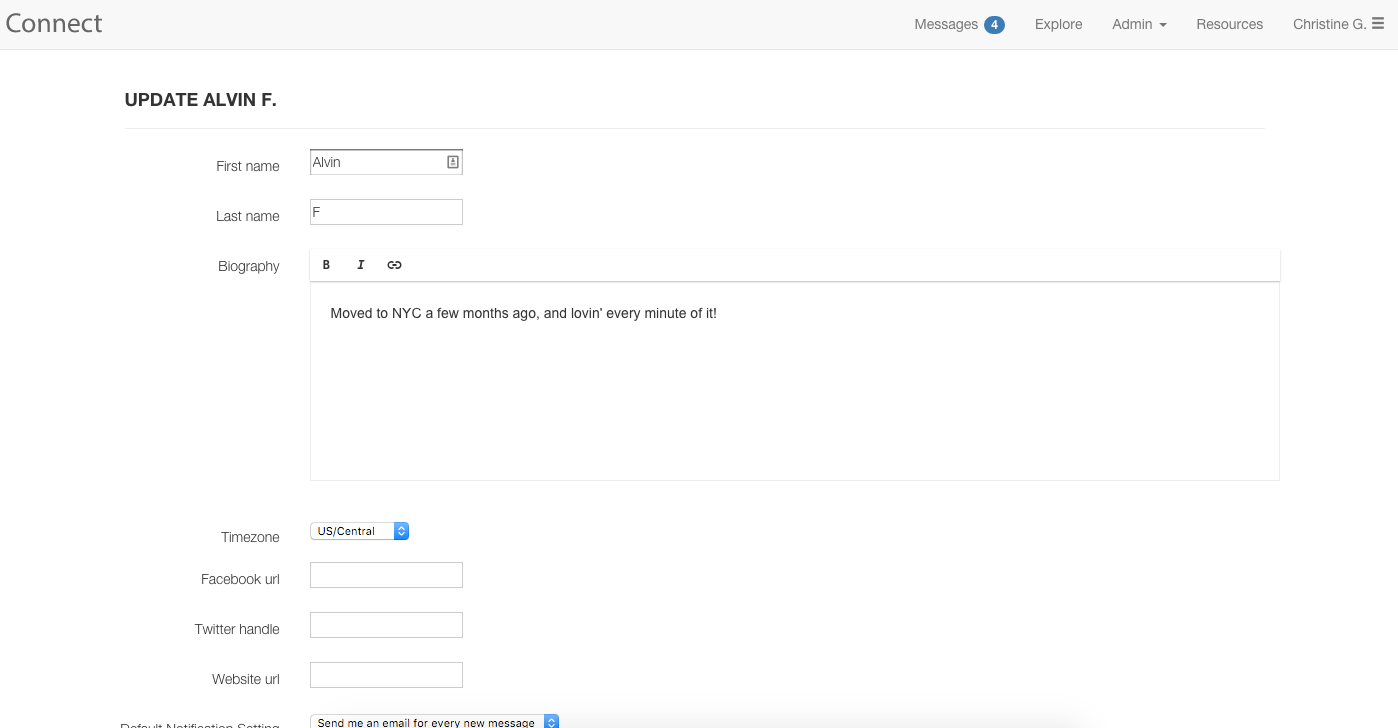 Connect
Messages 4 Explore Admin Resources Christine G.
UPDATE ALVIN F.
First name Alvin
Last name F
Biography B I
Moved to NYC a few months ago, and lovin' every minute of it!
Timezone US/Central
Facebook url
Twitter handle
Website url
Default Notification Setting Send me an email for every new message